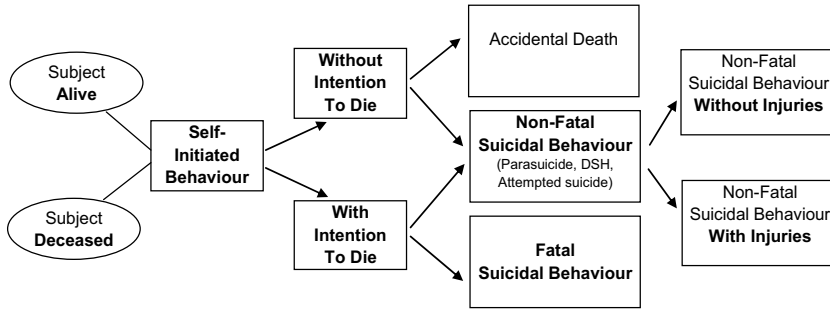 Subject
Alive
Subject
Deceased
Self-
Initiated
Behaviour
Without
Intention
To Die
With
Intention
To Die
Accidental Death
Non-Fatal
Suicidal Behaviour
(Parasuicide, DSH,
Attempted suicide)
Fatal
Suicidal Behaviour
Non-Fatal
Suicidal Behaviour
Without Injuries
Non-Fatal
Suicidal Behaviour
With Injuries